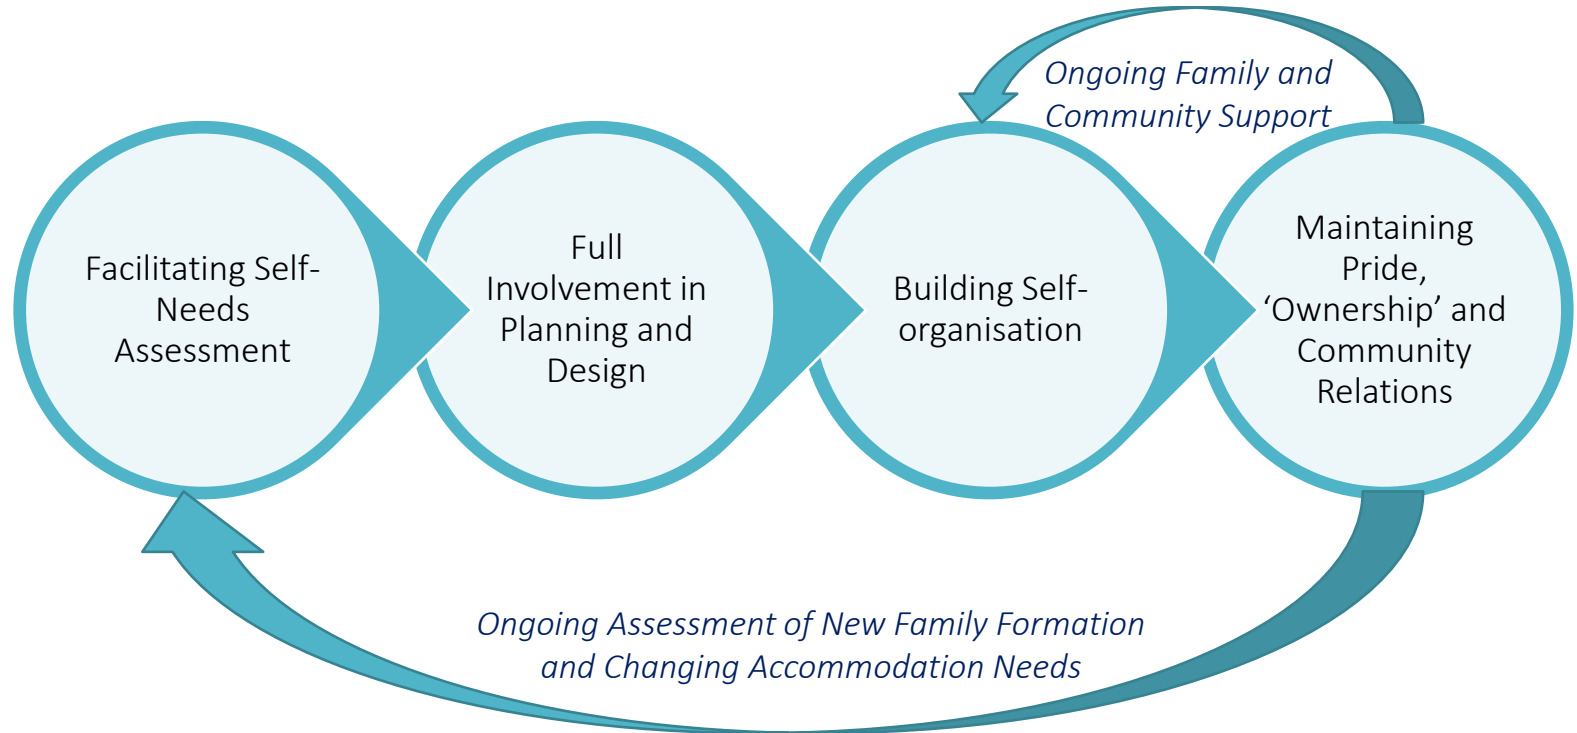 Ongoing Family and
Community Support
Facilitating Self-
Needs
Assessment
Full
Involvement in
Planning and
Design
Building Self-
organisation
Maintaining
Pride,
‘Ownership’ and
Community
Relations
Ongoing Assessment of New Family Formation
and Changing Accommodation Needs